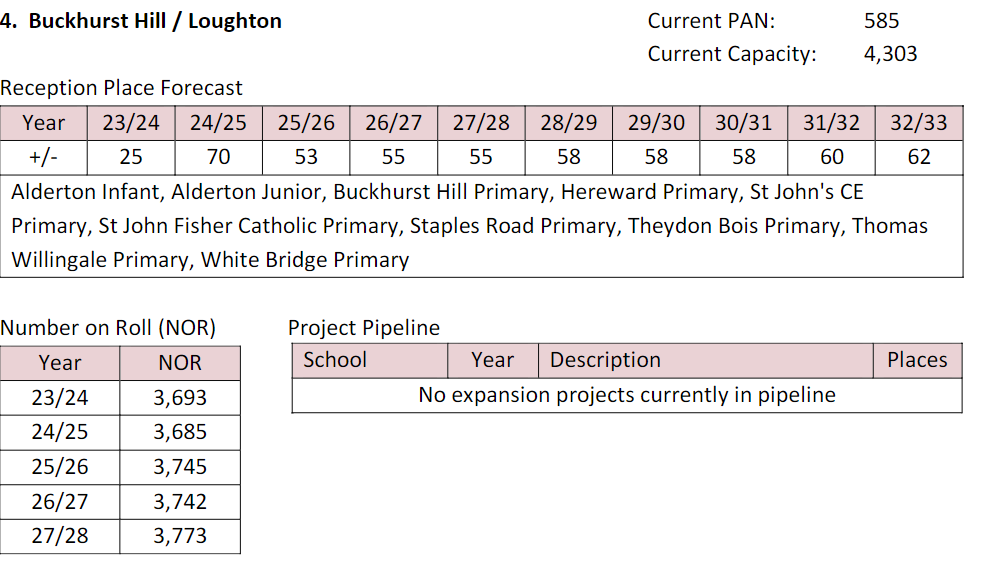 4. Buckhurst Hill / Loughton Current PAN: 585
Current Capacity: 4,303
Reception Place Forecast
Year 23/24 24/25 25/26 26/27 27/28 28/29 29/30 30/31 31/32 32/33
+/- 25 70 53 55 55 58 58 58 60 62
Alderton Infant, Alderton Junior, Buckhurst Hill Primary, Hereward Primary, St John's CE
Primary, St John Fisher Catholic Primary, Staples Road Primary, Theydon Bois Primary, Thomas
Willingale Primary, White Bridge Primary
Number on Roll (NOR)
Year NOR
23/24 3,693
24/25 3,685
25/26 3,745
26/27 3,742
27/28 3,773
Project Pipeline
School Year Description Places
No expansion projects currently in pipeline